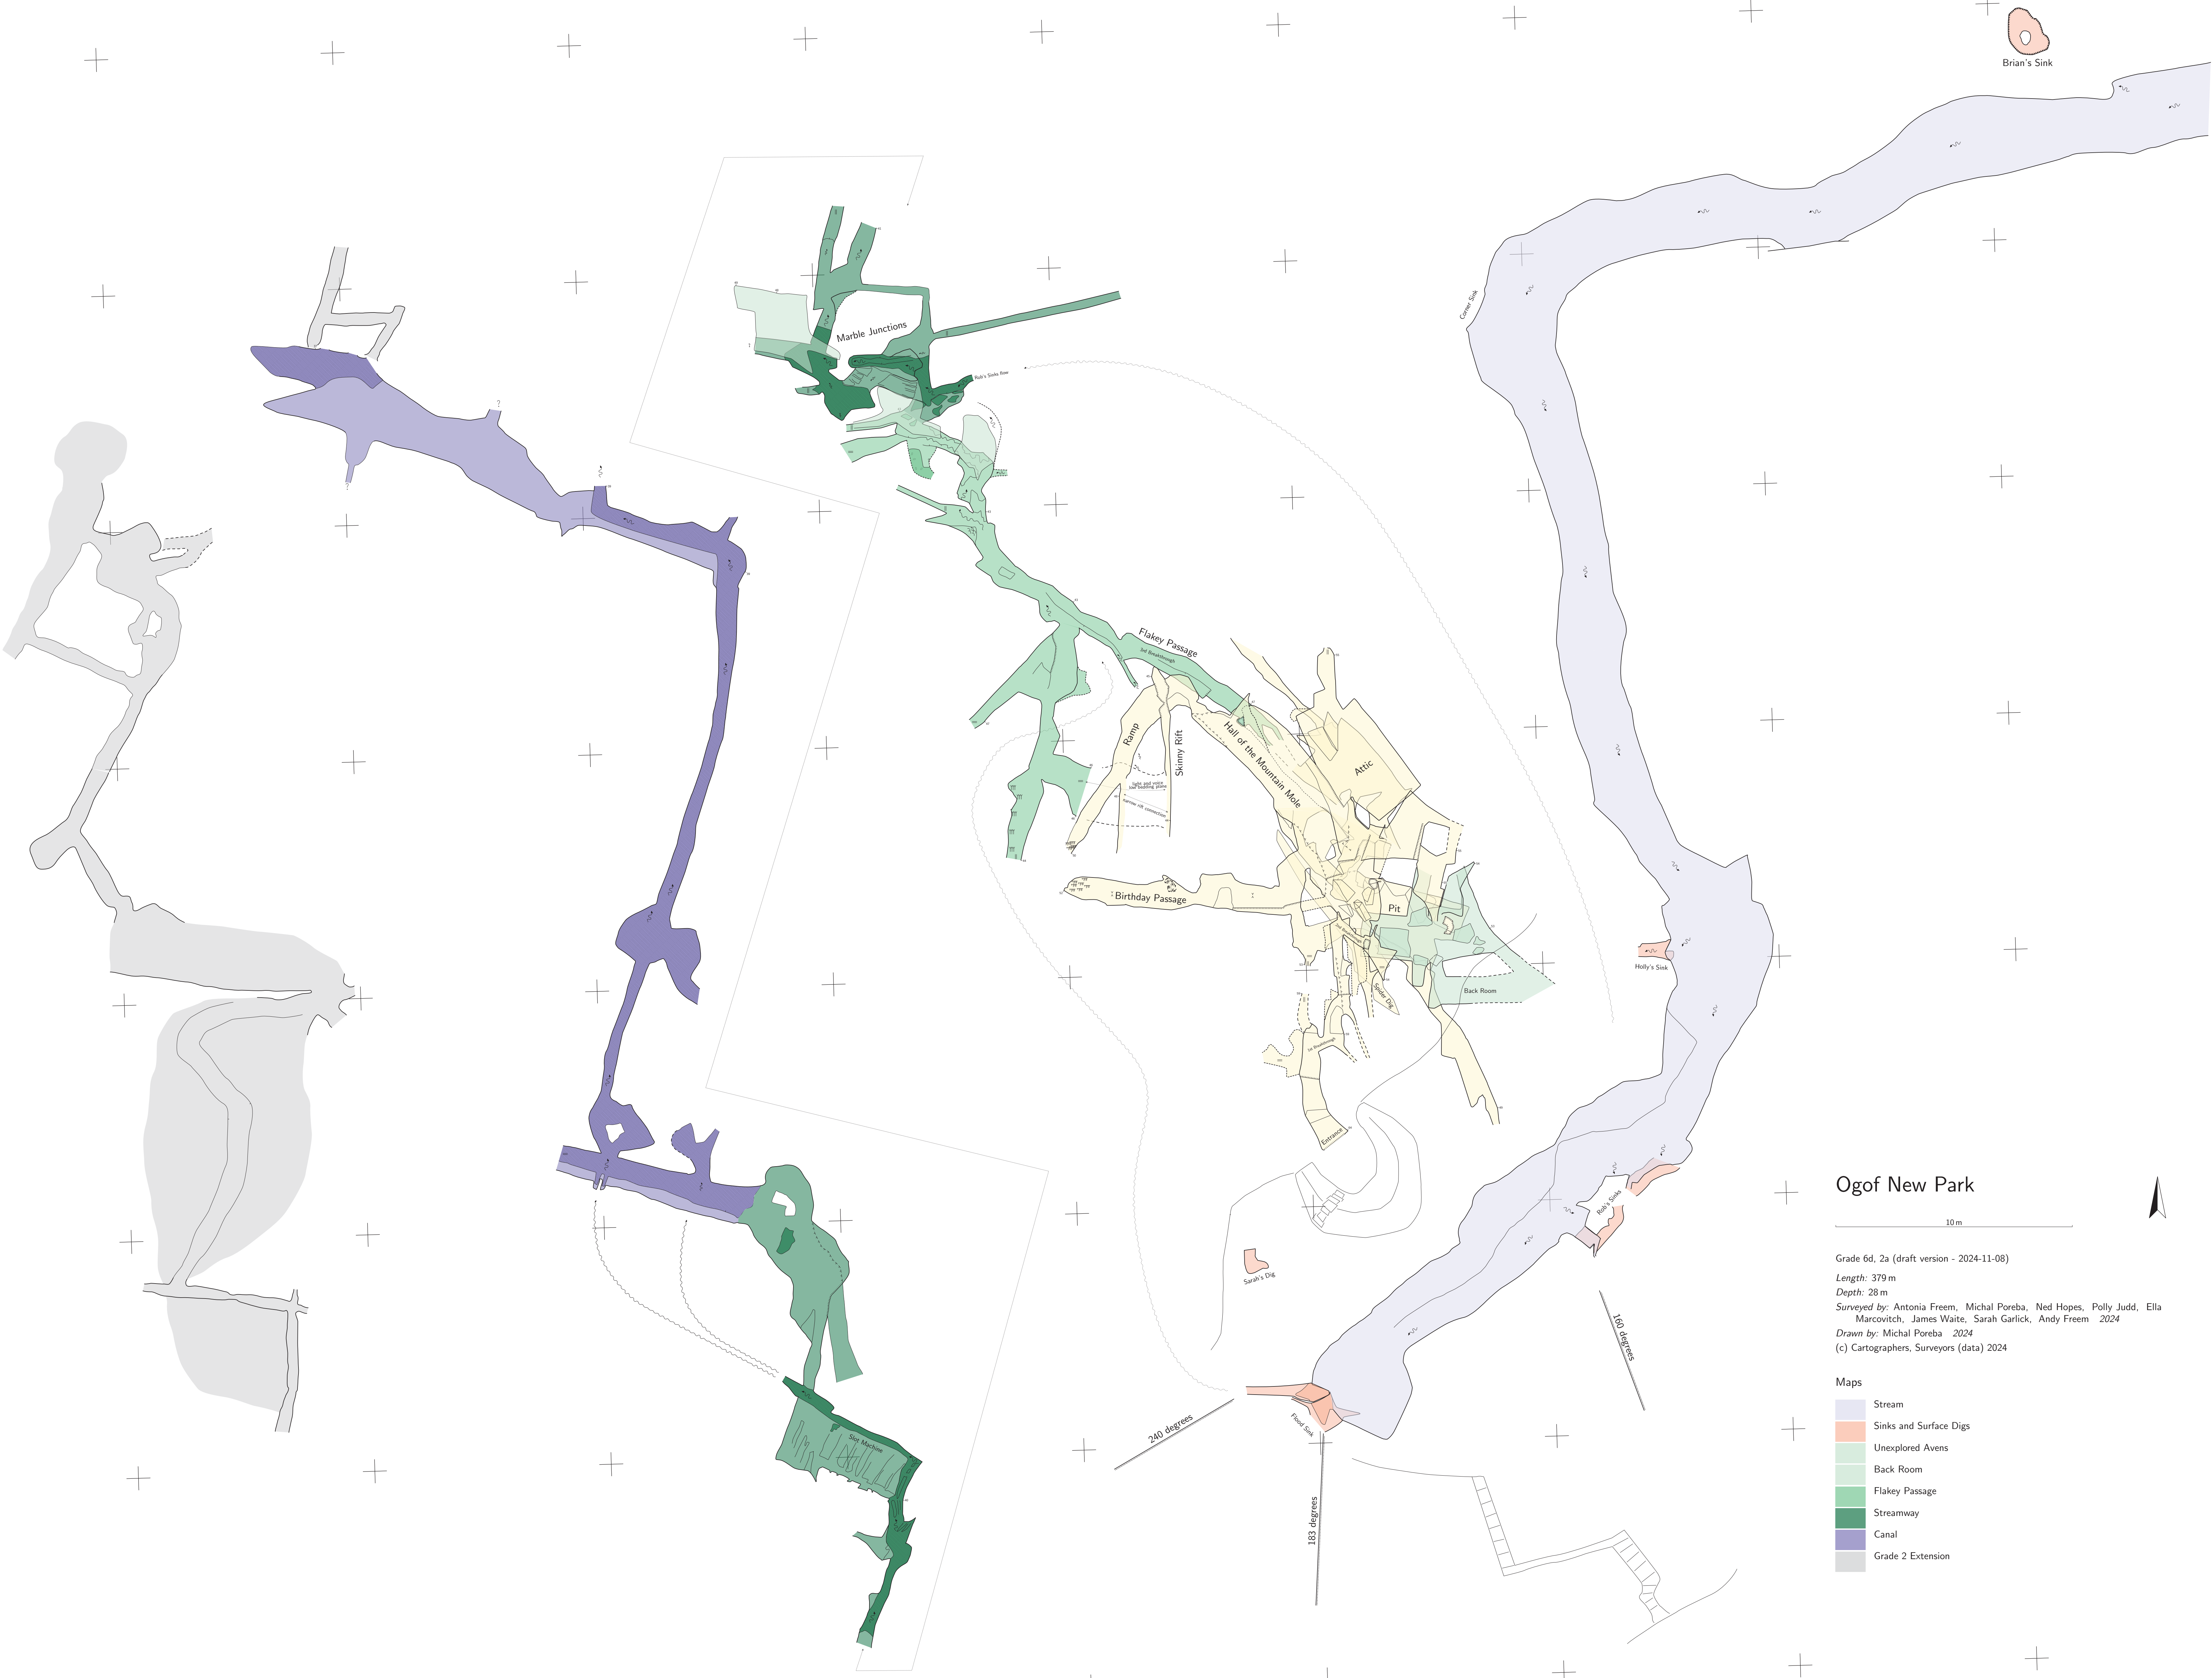 Brian's Sink
Corner Sink
Marble Junctions
Rob's Sinks flow
?
?
Flakey Passage
3rd Breakthrough
Ramp
Skinny Rift
Hall of the Mountain Mole
Attic
light and voice
low bedding plane
narrow rift connection
Birthday Passage
Pit
2nd Breakthrough
Holly's Sink
Back Room
Spider Dig
1st Breakthrough
Entrance
Rob's Sinks
Sarah's Dig
Slot Machine
Flood Sink
240 degrees
183 degrees
160 degrees
Ogof New Park
10 m
Grade 6d, 2a (draft version - 2024-11-08)
Length: 379 m
Depth: 28 m
Surveyed by: Antonia Freem, Michal Poreba, Ned Hopes, Polly Judd, Ella
Marcovitch, James Waite, Sarah Garlick, Andy Freem 2024
Drawn by: Michal Poreba 2024
(c) Cartographers, Surveyors (data) 2024
Maps
Stream
Sinks and Surface Digs
Unexplored Avens
Back Room
Flakey Passage
Streamway
Canal
Grade 2 Extension